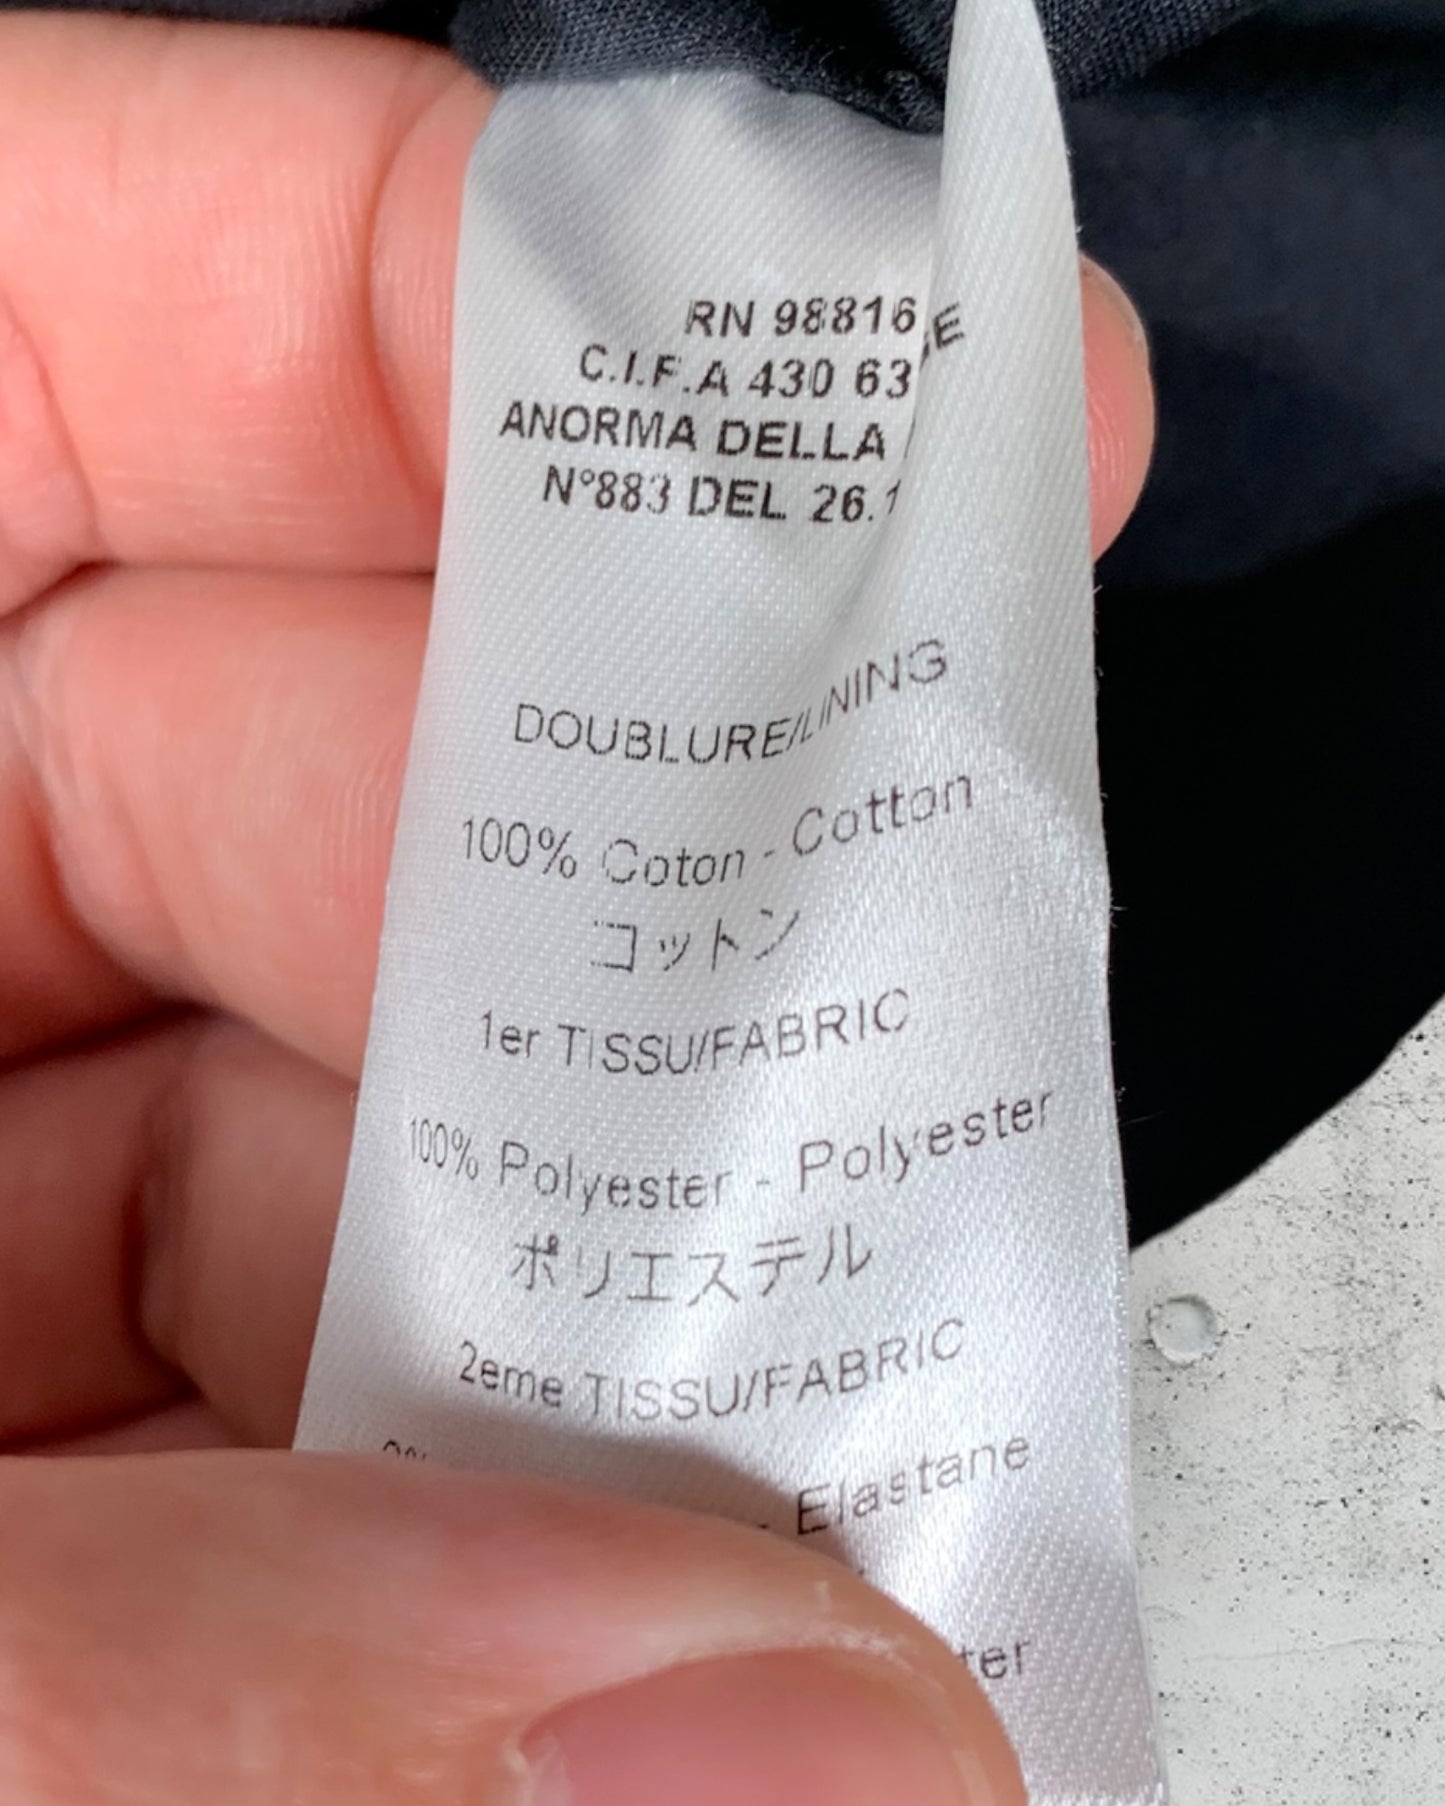 RN 98816
C.I.F.A 430 63
ANORMA DELLA
N°883 DEL 26.1
DOUBLURE/LINING
100% Coton - Cotton
コットン
1er TISSU/FABRIC
100% Polyester - Polyester
ポリエステル
2eme TISSU/FABRIC
- Elastane